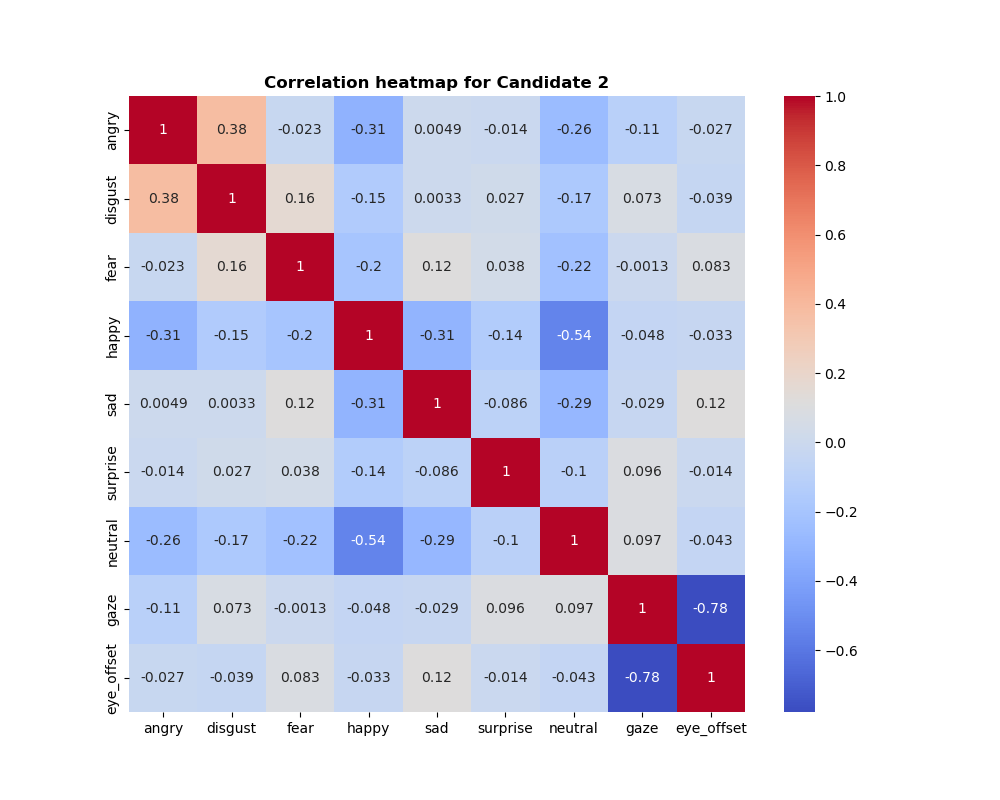 Correlation heatmap for Candidate 2
angry 1 0.38 -0.023 -0.31 0.0049 -0.014 -0.26 -0.11 -0.027
disgust 0.38 1 0.16 -0.15 0.0033 0.027 -0.17 0.073 -0.039
fear -0.023 0.16 1 -0.2 0.12 0.038 -0.22 -0.0013 0.083
happy -0.31 -0.15 -0.2 1 -0.31 -0.14 -0.54 -0.048 -0.033
sad 0.0049 0.0033 0.12 -0.31 1 -0.086 -0.29 -0.029 0.12
surprise -0.014 0.027 0.038 -0.14 -0.086 1 -0.1 0.096 -0.014
neutral -0.26 -0.17 -0.22 -0.54 -0.29 -0.1 1 0.097 -0.043
gaze -0.11 0.073 -0.0013 -0.048 -0.029 0.096 0.097 1 -0.78
eye_offset -0.027 -0.039 0.083 -0.033 0.12 -0.014 -0.043 -0.78 1
angry disgust fear happy sad surprise neutral gaze eye_offset
1.0
0.8
0.6
0.4
0.2
0.0
−0.2
−0.4
−0.6